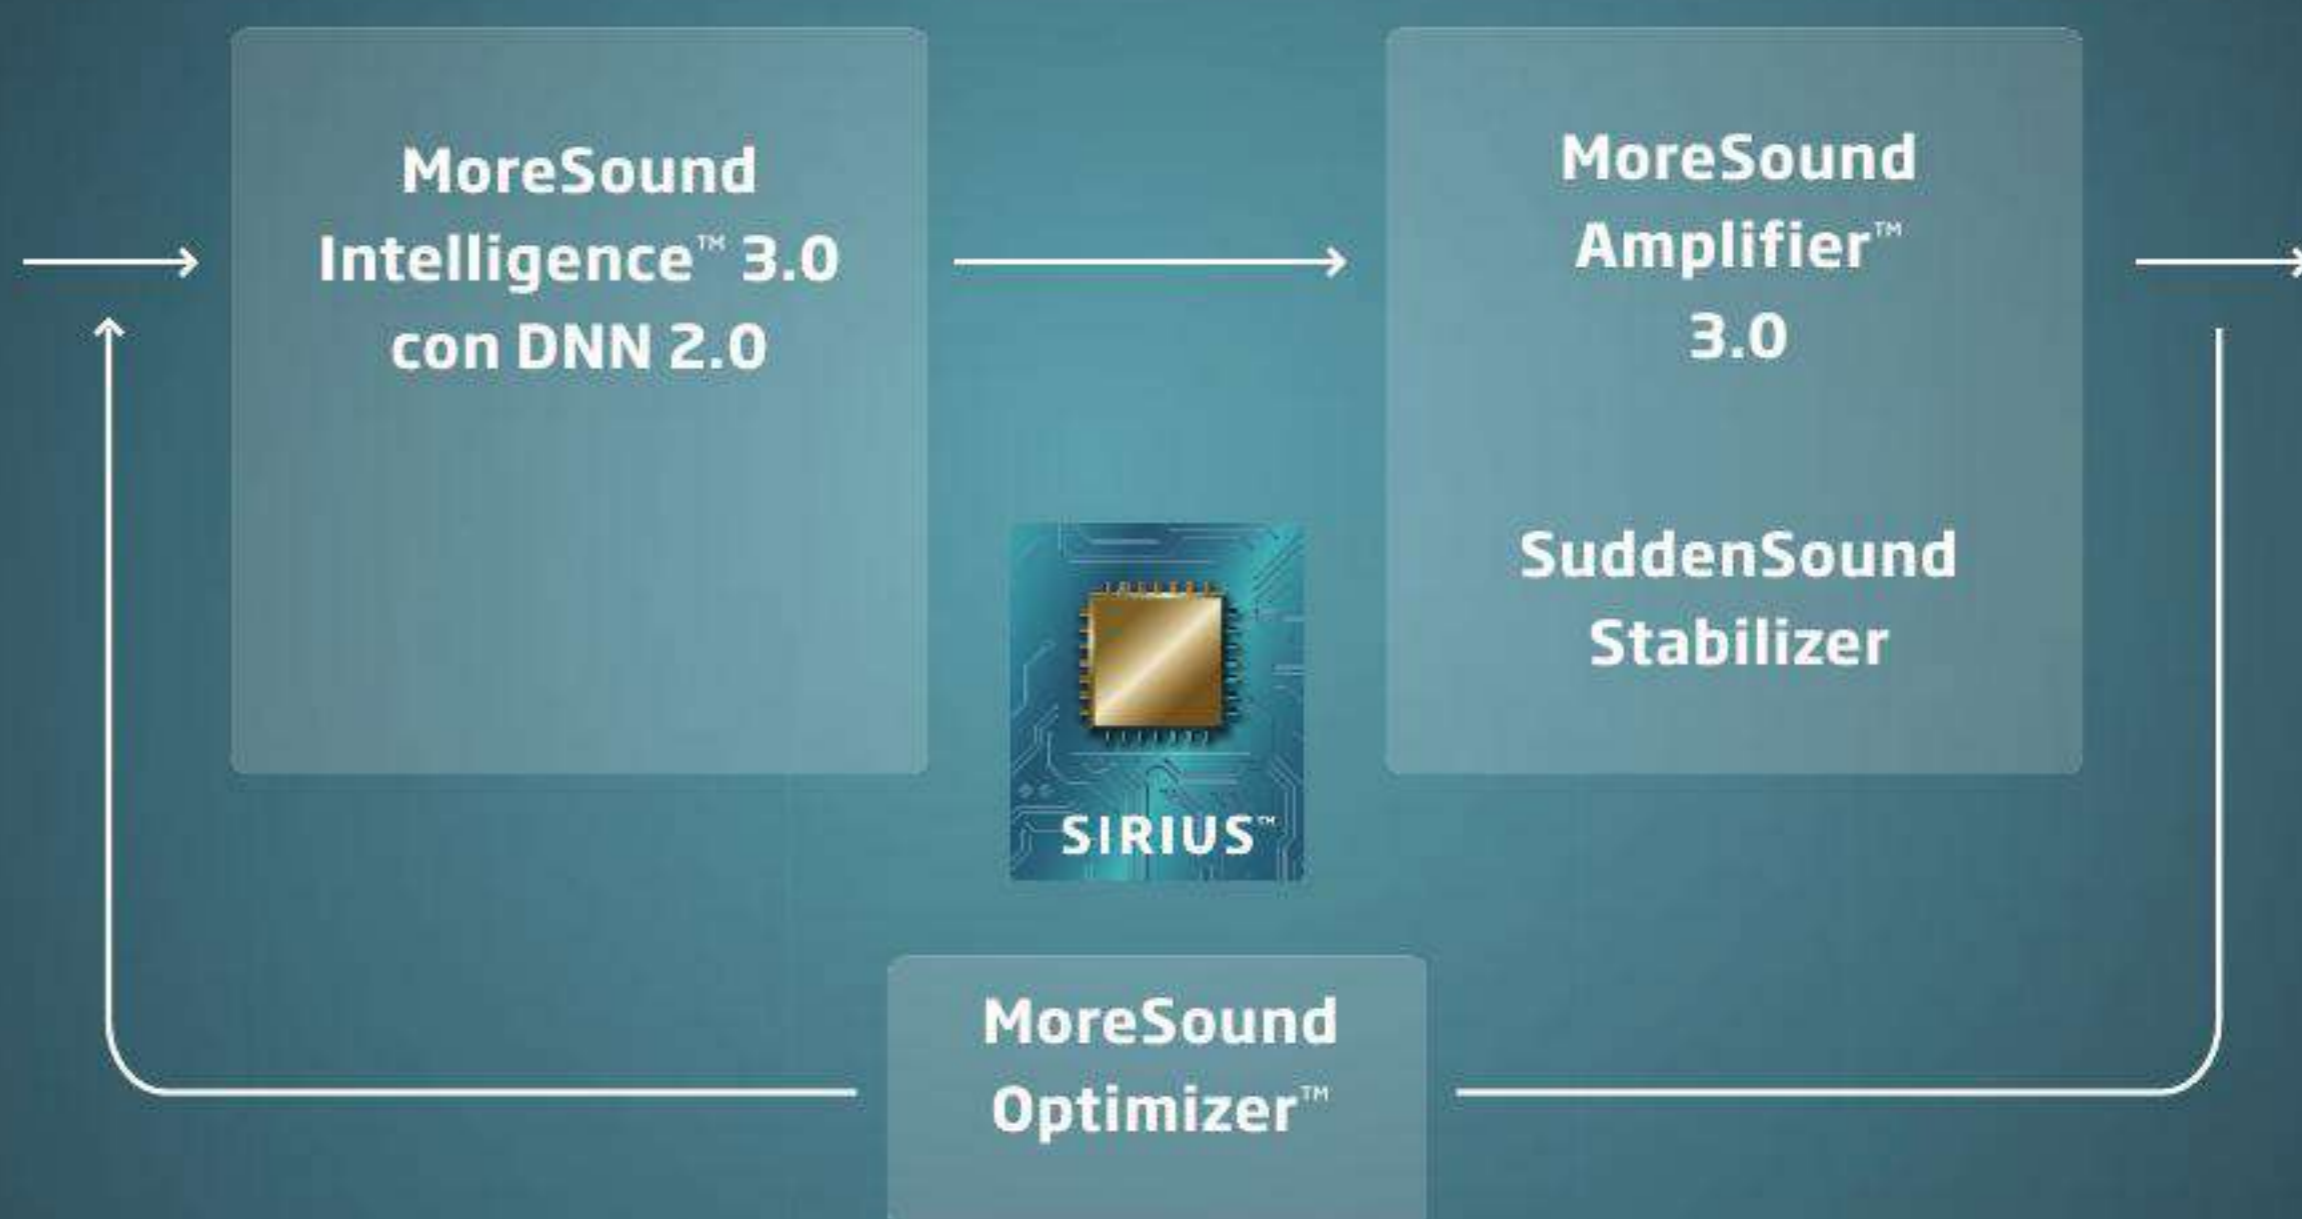 MoreSound
Intelligence™ 3.0
con DNN 2.0
MoreSound
Amplifier™
3.0
SuddenSound
Stabilizer
SIRIUS™
MoreSound
Optimizer™